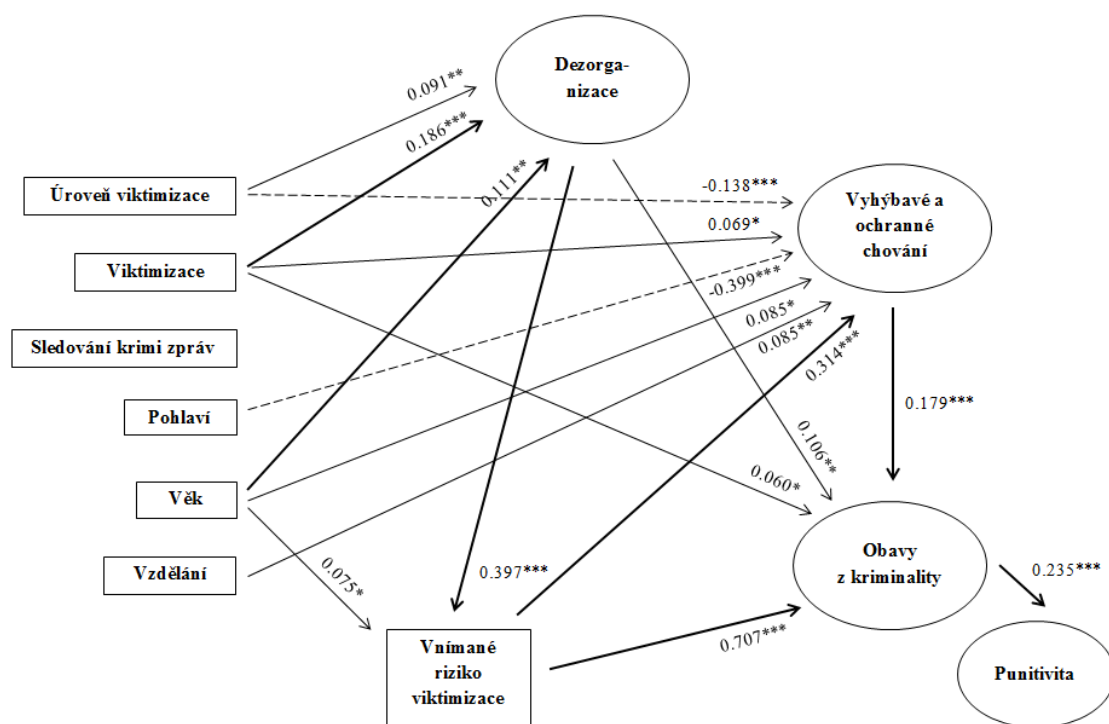 Dezorga-
nizace
0.091**
0.186***
0.111**
Úroveň viktimizace
-0.138***
Vyhýbavé a
ochranné
chování
0.069*
Viktimizace
-0.399***
0.085*
0.085**
0.314***
Sledování krimi zpráv
Pohlaví
0.179***
0.106**
0.060*
Věk
Vzdělání
0.075*
0.397***
Obavy
z kriminality
0.235***
0.707***
Vnímané
riziko
viktimizace
Punitivita